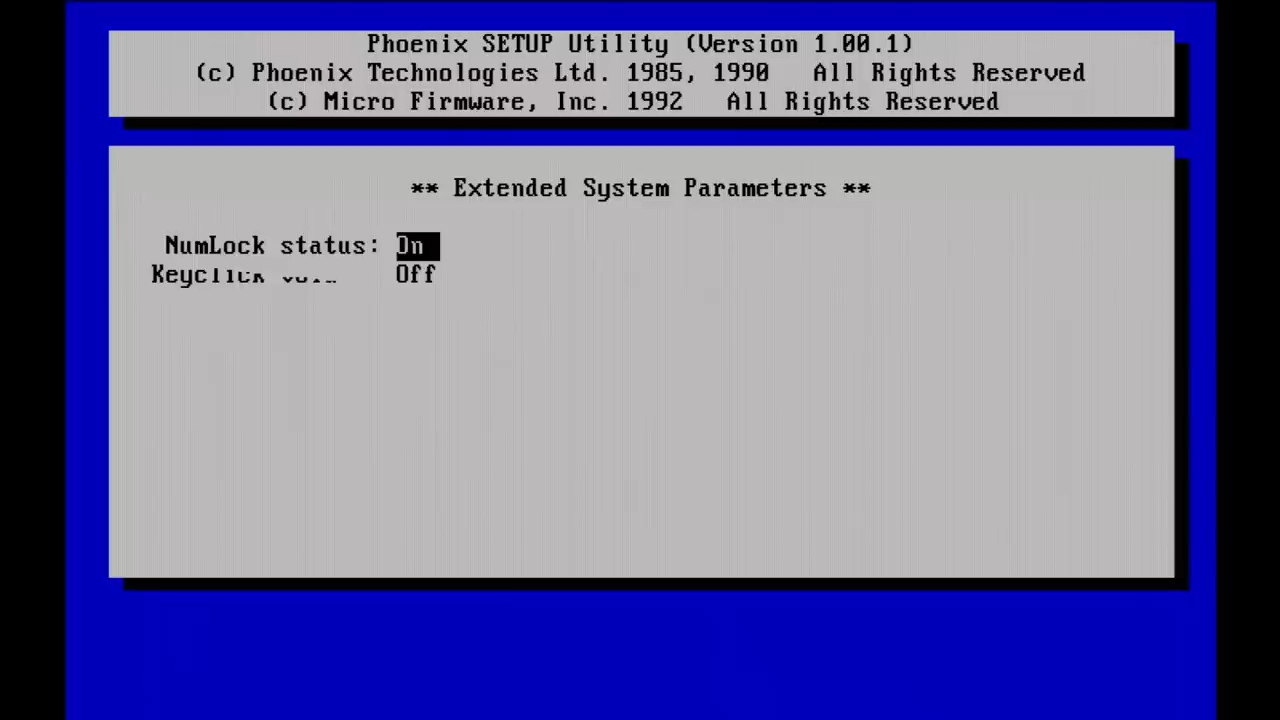 Phoenix SETUP Utility (Version 1.00.1)
(c) Phoenix Technologies Ltd. 1985, 1990 All Rights Reserved
(c) Micro Firmware, Inc. 1992 All Rights Reserved
** Extended System Parameters **
NumLock status: On
Keyclick Off